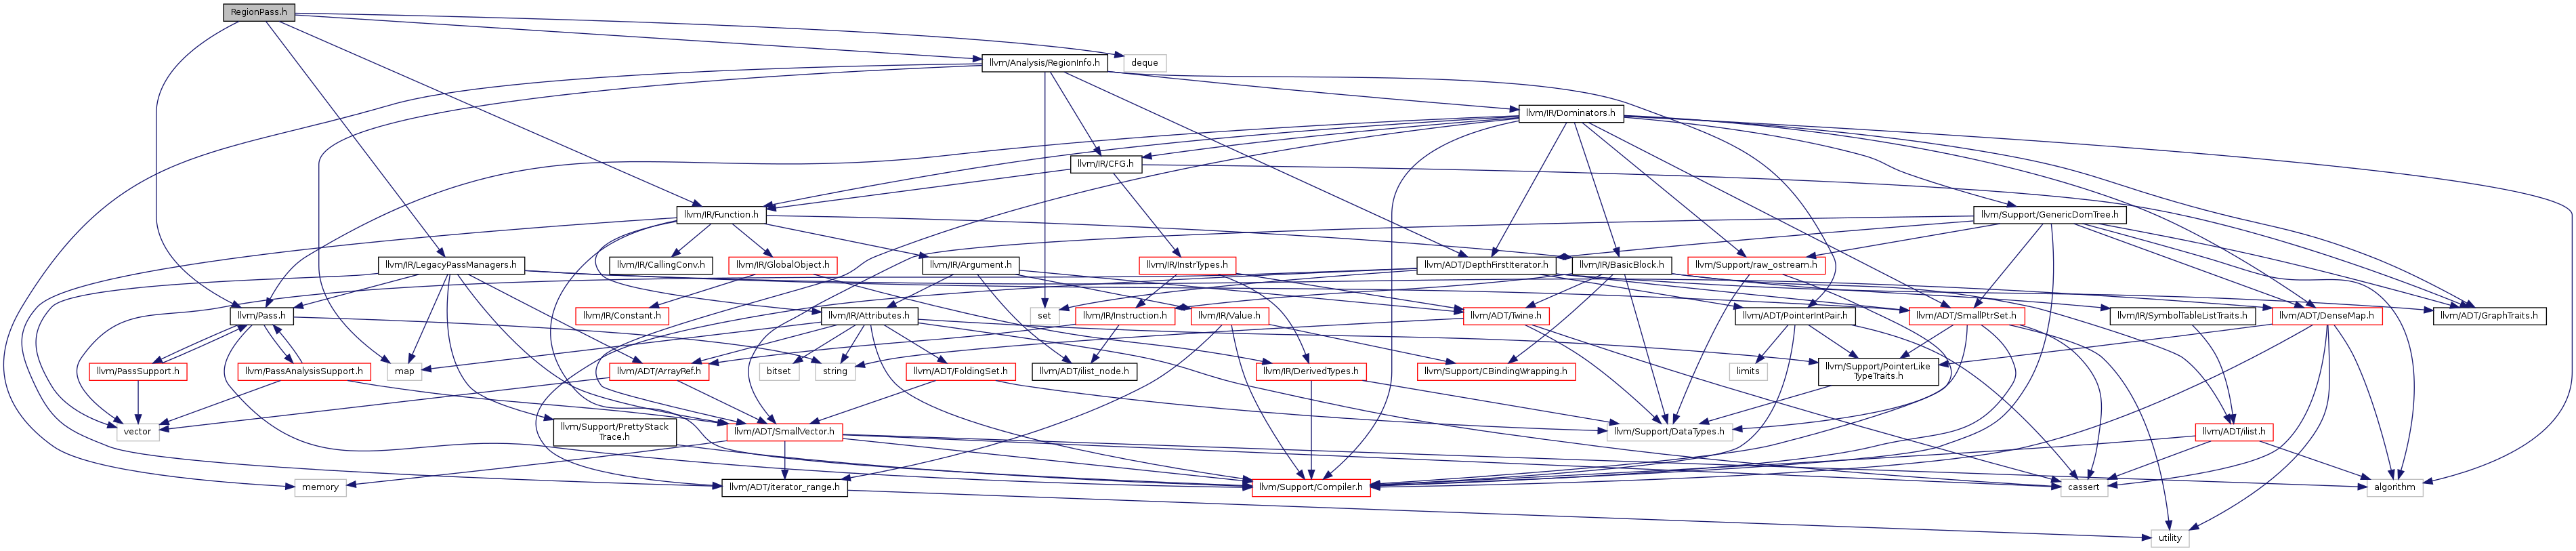 RegionPass.h
llvm/Analysis/RegionInfo.h
deque
llvm/IR/Dominators.h
llvm/IR/CFG.h
llvm/IR/Function.h
llvm/Support/GenericDomTree.h
llvm/IR/LegacyPassManagers.h
llvm/IR/CallingConv.h
llvm/IR/GlobalObject.h
llvm/IR/Argument.h
llvm/IR/InstrTypes.h
llvm/ADT/DepthFirstIterator.h
llvm/IR/BasicBlock.h
llvm/Support/raw_ostream.h
llvm/Pass.h
llvm/IR/Constant.h
llvm/IR/Attributes.h
set
llvm/IR/Instruction.h
llvm/IR/Value.h
llvm/ADT/Twine.h
llvm/ADT/PointerIntPair.h
llvm/ADT/SmallPtrSet.h
llvm/IR/SymbolTableListTraits.h
llvm/ADT/DenseMap.h
llvm/ADT/GraphTraits.h
llvm/PassSupport.h
llvm/PassAnalysisSupport.h
map
llvm/ADT/ArrayRef.h
bitset
string
llvm/ADT/FoldingSet.h
llvm/ADT/ilist_node.h
llvm/IR/DerivedTypes.h
llvm/Support/CBindingWrapping.h
limits
llvm/Support/PointerLike
TypeTraits.h
vector
llvm/Support/PrettyStack
Trace.h
llvm/ADT/SmallVector.h
llvm/Support/DataTypes.h
llvm/ADT/ilist.h
memory
llvm/ADT/iterator_range.h
llvm/Support/Compiler.h
cassert
algorithm
utility